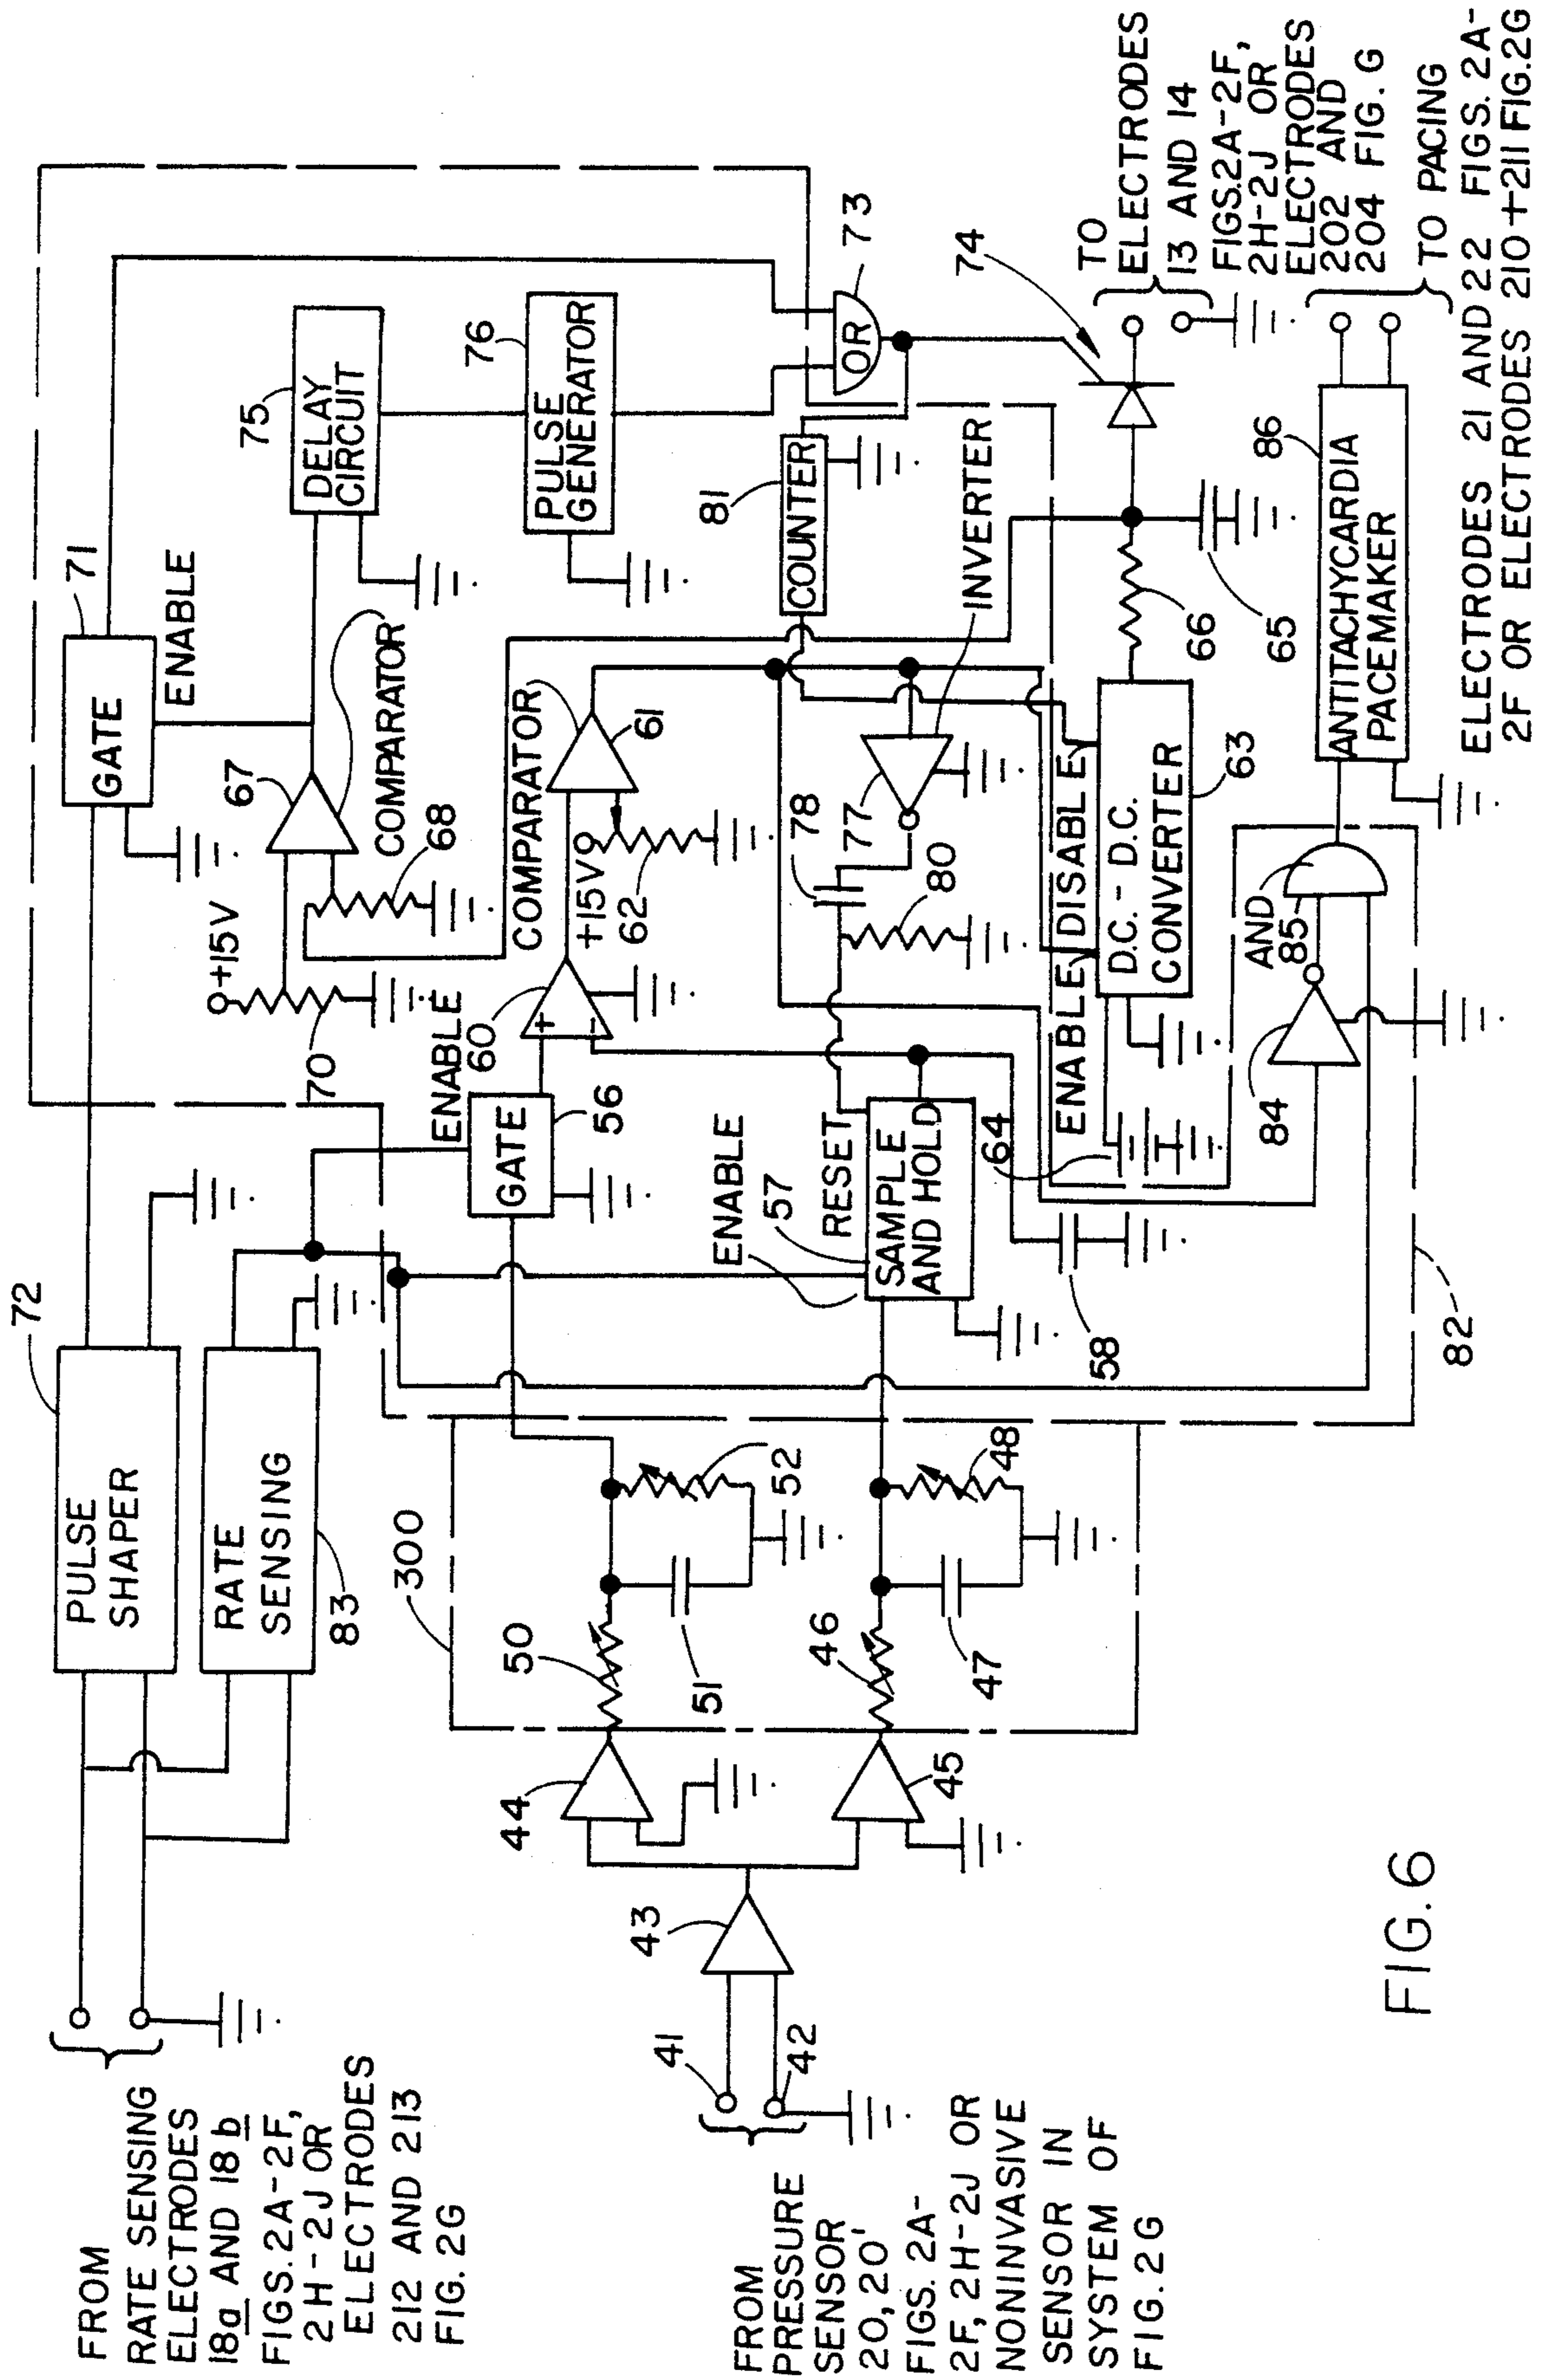 FROM
RATE SENSING
ELECTRODES
18a AND 18b
FIGS. 2A-2F,
2H-2J OR
ELECTRODES
212 AND 213
FIG. 2G
PULSE
SHAPER
72
RATE
SENSING
83
GATE
71
ENABLE
+15V
70
67
COMPARATOR
68
DELAY
CIRCUIT
75
PULSE
GENERATOR
76
OR
73
74
TO
ELECTRODES
13 AND 14
FIGS.2A-2F,
2H-2J OR
ELECTRODES
202 AND
204 FIG. G
FROM
PRESSURE
SENSOR
20,20'
FIGS. 2A-
2F, 2H-2J OR
NONINVASIVE
SENSOR IN
SYSTEM OF
FIG. 2G
41
42
43
44
45
300
50
51
52
46
47
48
ENABLE
GATE
56
60
+
-
COMPARATOR
61
+15V
62
ENABLE
57
RESET
SAMPLE
AND HOLD
58
78
80
77
INVERTER
81
COUNTER
64
ENABLE
DISABLE
D.C.- D.C.
CONVERTER
63
66
65
84
AND
85
82
ANTITACHYCARDIA
PACEMAKER
86
TO PACING
ELECTRODES 21 AND 22 FIGS. 2A-
2F OR ELECTRODES 210+211 FIG.2G
FIG. 6